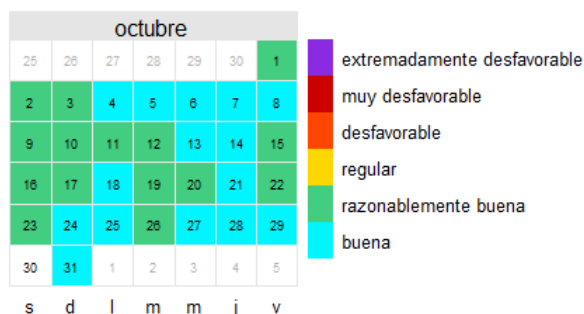 octubre
25 26 27 28 29 30 1
2 3 4 5 6 7 8
9 10 11 12 13 14 15
16 17 18 19 20 21 22
23 24 25 26 27 28 29
30 31 1 2 3 4 5
s d l m m j v
extremadamente desfavorable
muy desfavorable
desfavorable
regular
razonablemente buena
buena